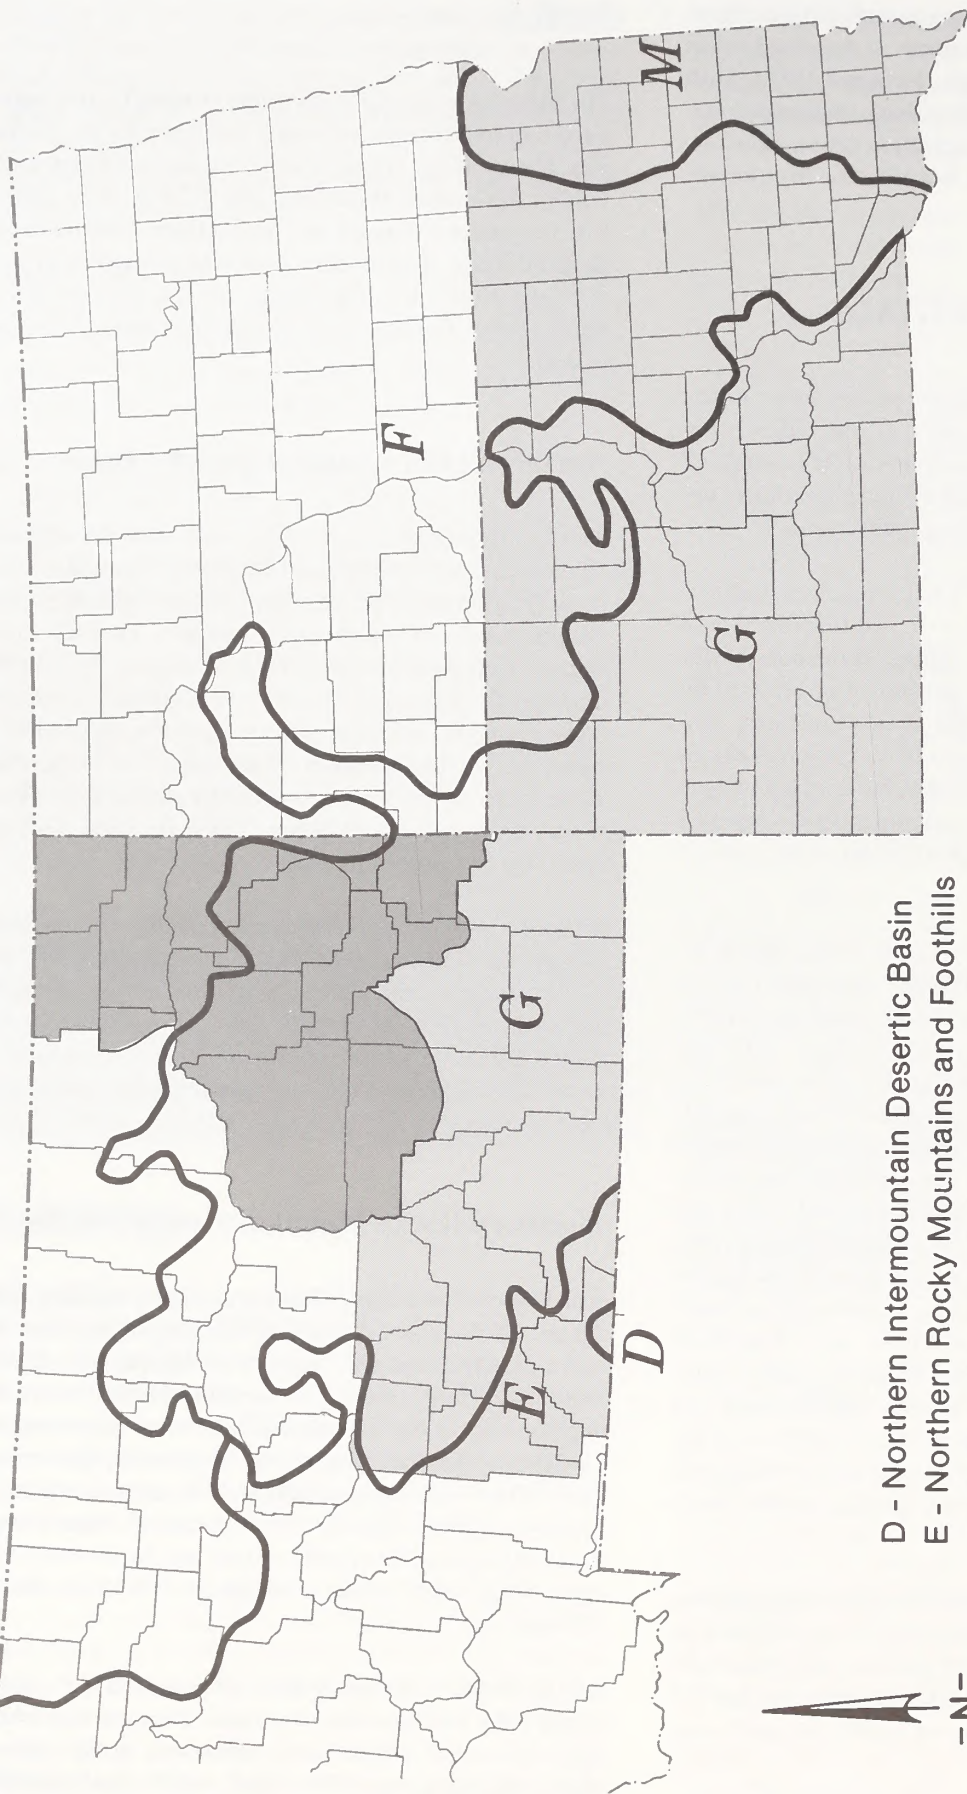 F
M
G
G
E
D
D - Northern Intermountain Desertic Basin
E - Northern Rocky Mountains and Foothills
-N-